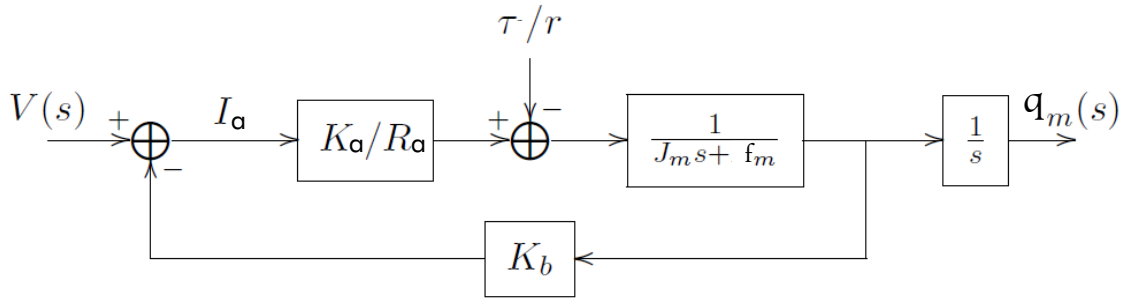 τ /r
V(s)
+
−
I_a
K_a/R_a
+
−
1/(J_m s + f_m)
1/s
q_m(s)
K_b